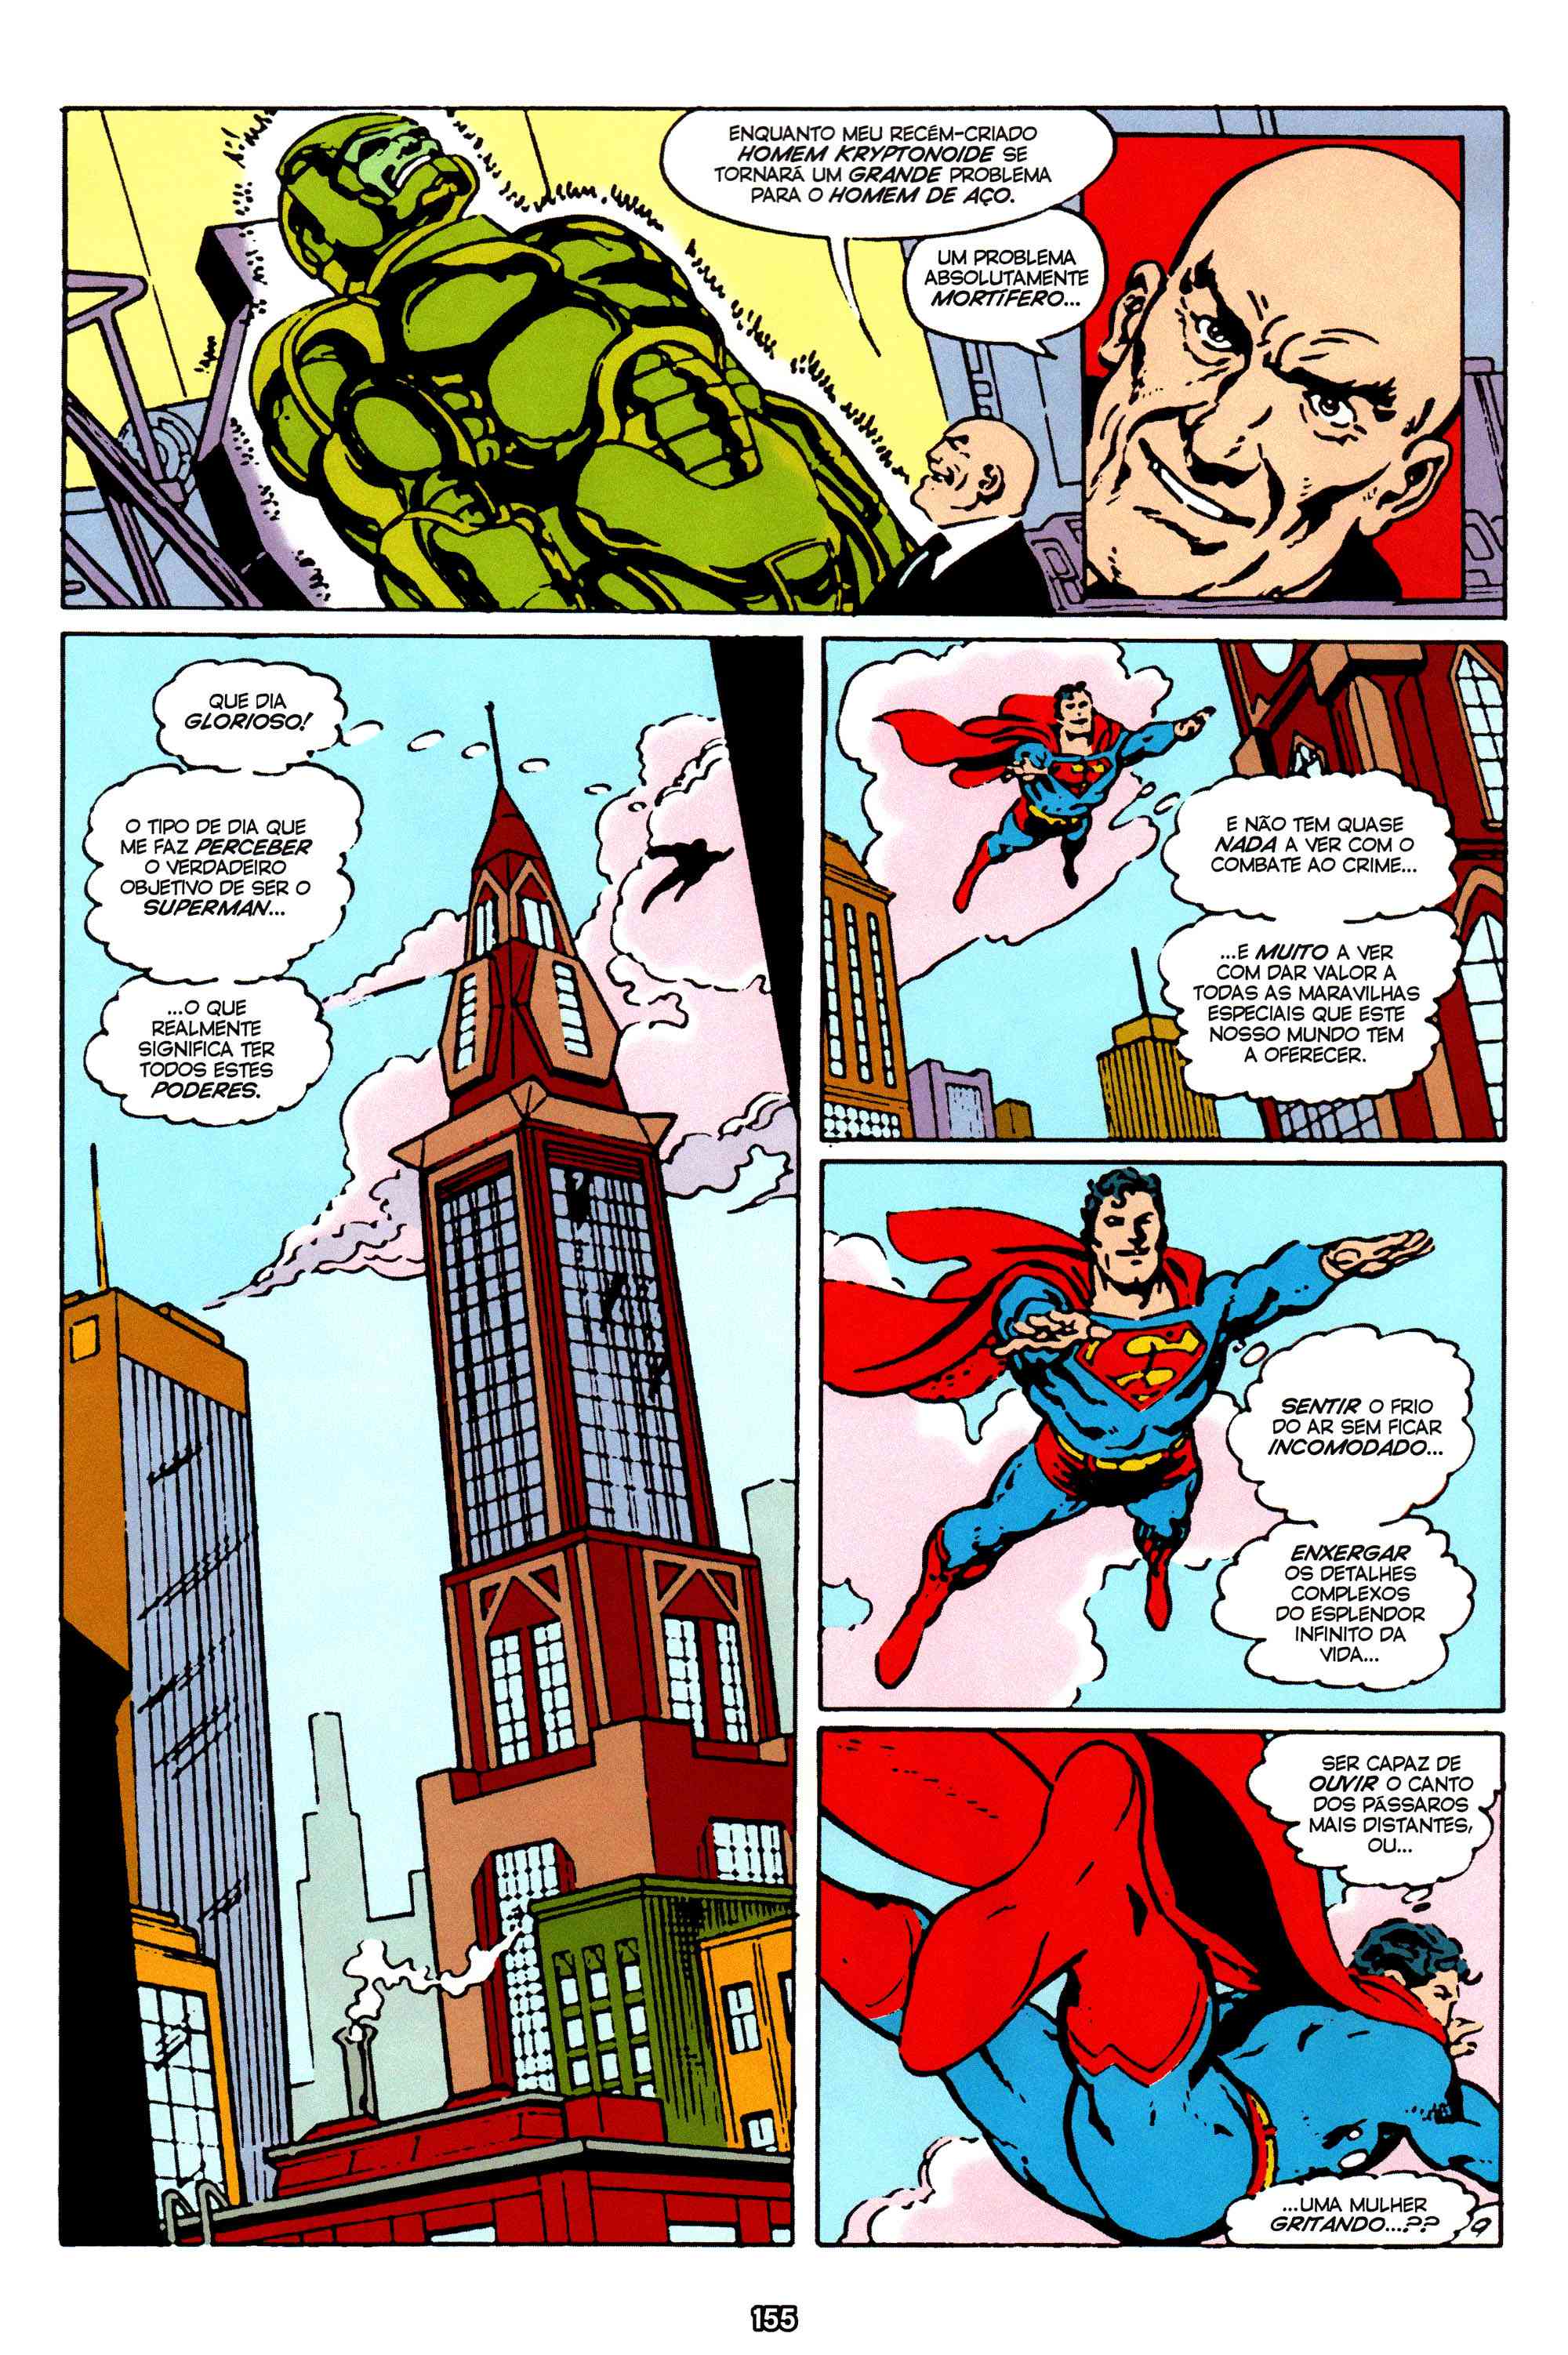 ENQUANTO MEU RECÉM-CRIADO
HOMEM KRYPTONOIDE SE
TORNARÁ UM GRANDE PROBLEMA
PARA O HOMEM DE AÇO.
UM PROBLEMA
ABSOLUTAMENTE
MORTÍFERO...
QUE DIA
GLORIOSO!
O TIPO DE DIA QUE
ME FAZ PERCEBER
O VERDADEIRO
OBJETIVO DE SER O
SUPERMAN...
...O QUE
REALMENTE
SIGNIFICA TER
TODOS ESTES
PODERES.
E NÃO TEM QUASE
NADA A VER COM O
COMBATE AO CRIME...
...E MUITO A VER
COM DAR VALOR A
TODAS AS MARAVILHAS
ESPECIAIS QUE ESTE
NOSSO MUNDO TEM
A OFERECER.
SENTIR O FRIO
DO AR SEM FICAR
INCOMODADO...
ENXERGAR
OS DETALHES
COMPLEXOS
DO ESPLENDOR
INFINITO DA
VIDA...
SER CAPAZ DE
OUVIR O CANTO
DOS PÁSSAROS
MAIS DISTANTES,
OU...
...UMA MULHER
GRITANDO...??
9
155